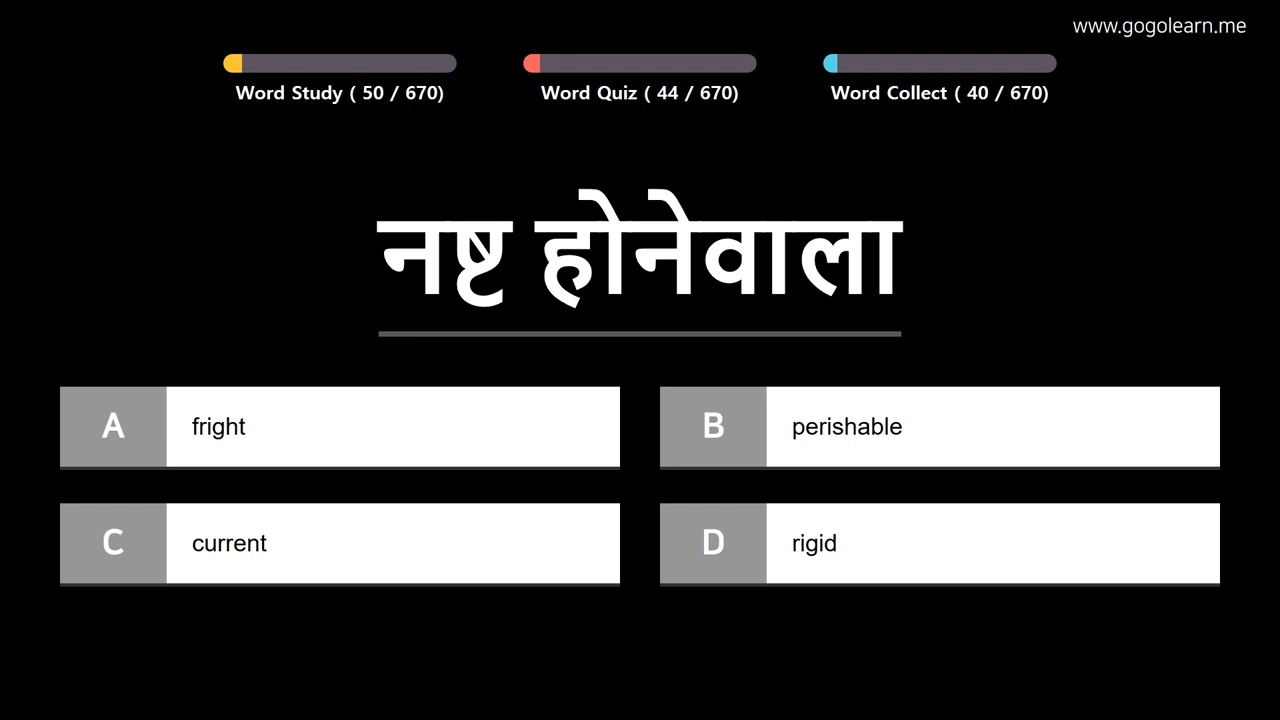 www.gogolearn.me
Word Study ( 50 / 670)
Word Quiz ( 44 / 670)
Word Collect ( 40 / 670)
नष्ट होनेवाला
A fright
B perishable
C current
D rigid